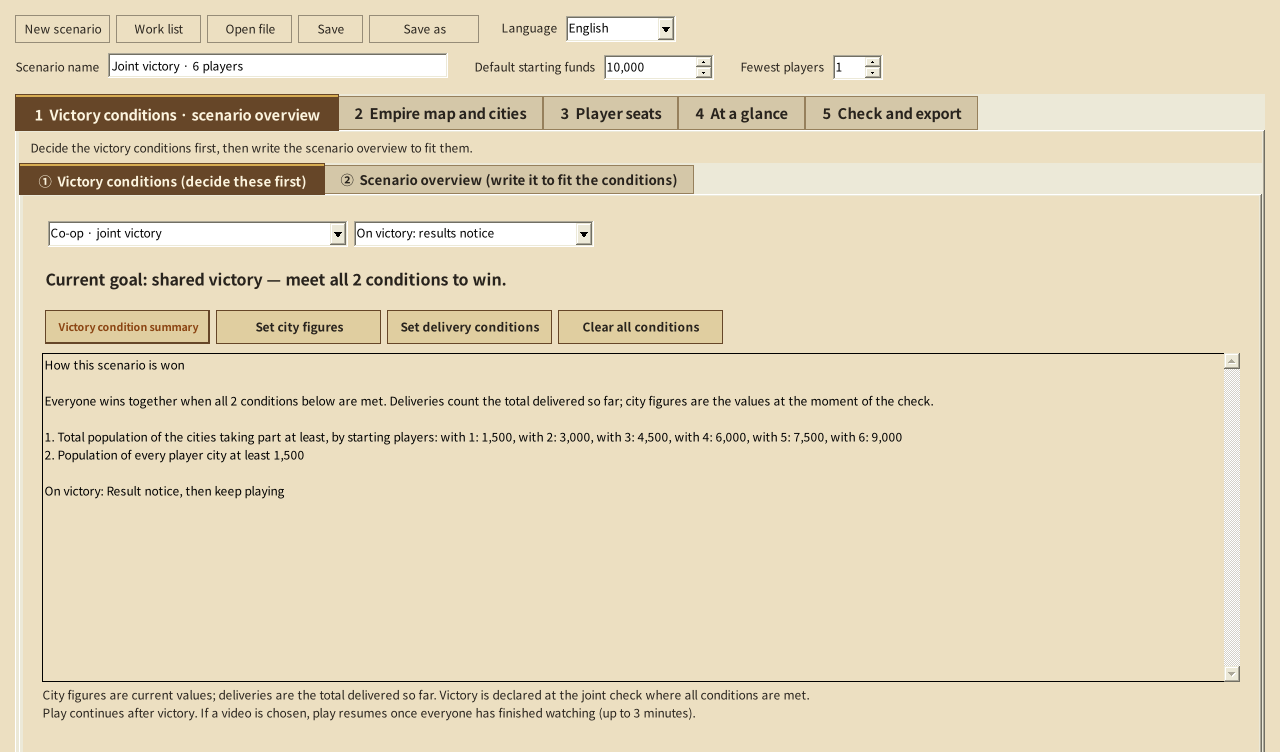 New scenario Work list Open file Save Save as Language English
Scenario name Joint victory · 6 players Default starting funds 10,000 Fewest players 1
1 Victory conditions · scenario overview 2 Empire map and cities 3 Player seats 4 At a glance 5 Check and export
Decide the victory conditions first, then write the scenario overview to fit them.
① Victory conditions (decide these first) ② Scenario overview (write it to fit the conditions)
Co-op · joint victory On victory: results notice
Current goal: shared victory — meet all 2 conditions to win.
Victory condition summary Set city figures Set delivery conditions Clear all conditions
How this scenario is won
Everyone wins together when all 2 conditions below are met. Deliveries count the total delivered so far; city figures are the values at the moment of the check.
1. Total population of the cities taking part at least, by starting players: with 1: 1,500, with 2: 3,000, with 3: 4,500, with 4: 6,000, with 5: 7,500, with 6: 9,000
2. Population of every player city at least 1,500
On victory: Result notice, then keep playing
City figures are current values; deliveries are the total delivered so far. Victory is declared at the joint check where all conditions are met.
Play continues after victory. If a video is chosen, play resumes once everyone has finished watching (up to 3 minutes).